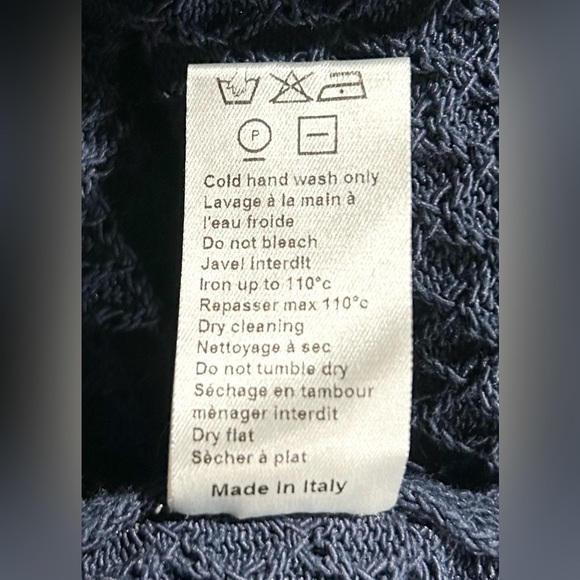 P
Cold hand wash only
Lavage à la main à
l'eau froide
Do not bleach
Javel interdit
Iron up to 110°c
Repasser max 110°c
Dry cleaning
Nettoyage à sec
Do not tumble dry
Séchage en tambour
mènager interdit
Dry flat
Sècher à plat
Made in Italy